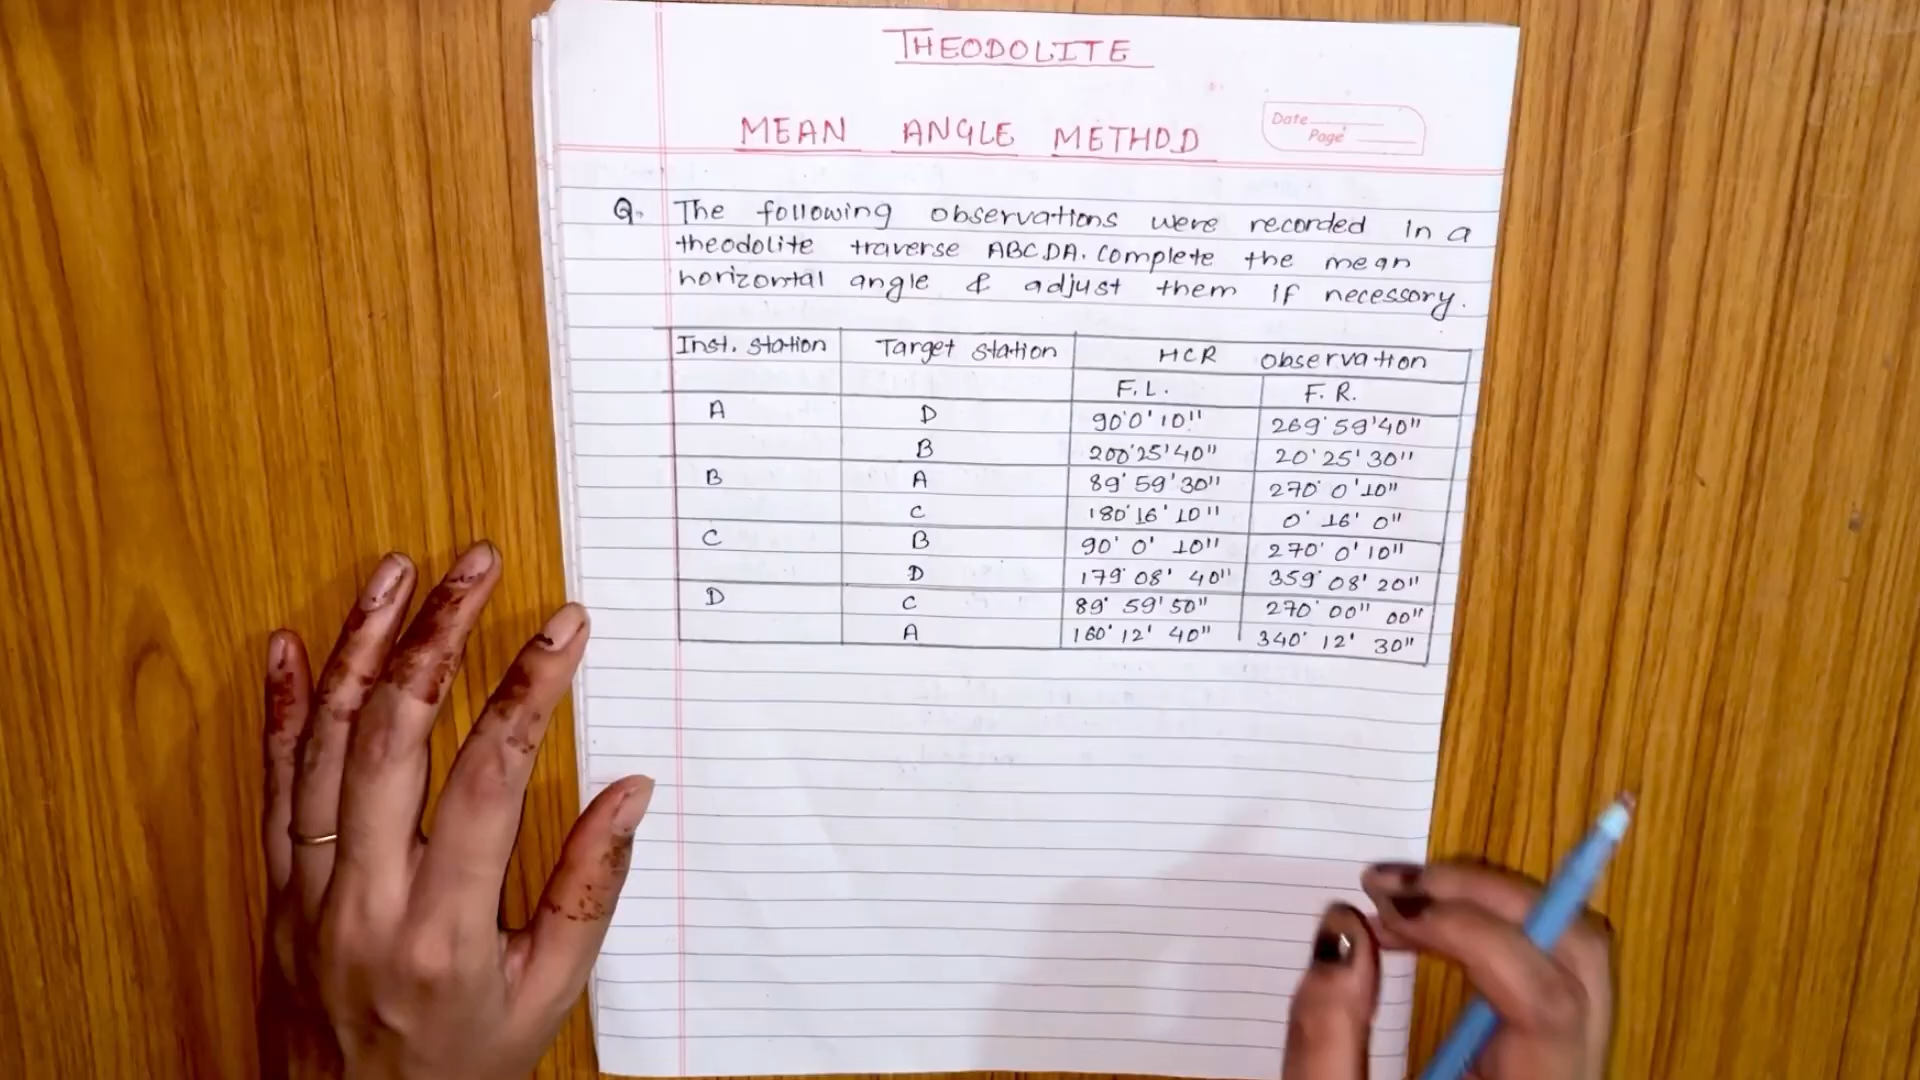 THEODOLITE
MEAN ANGLE METHOD
Date
Page
Q. The following observations were recorded in a
theodolite traverse ABCDA. Complete the mean
horizontal angle & adjust them if necessary.
Inst. station Target station HCR observation
F.L. F.R.
A D 90°0'10" 269°59'40"
B 200°25'40" 20°25'30"
B A 89°59'30" 270°0'10"
C 180°16'10" 0°16'0"
C B 90°0'10" 270°0'10"
D 179°08'40" 359°08'20"
D C 89°59'50" 270°00"00"
A 160°12'40" 340°12'30"